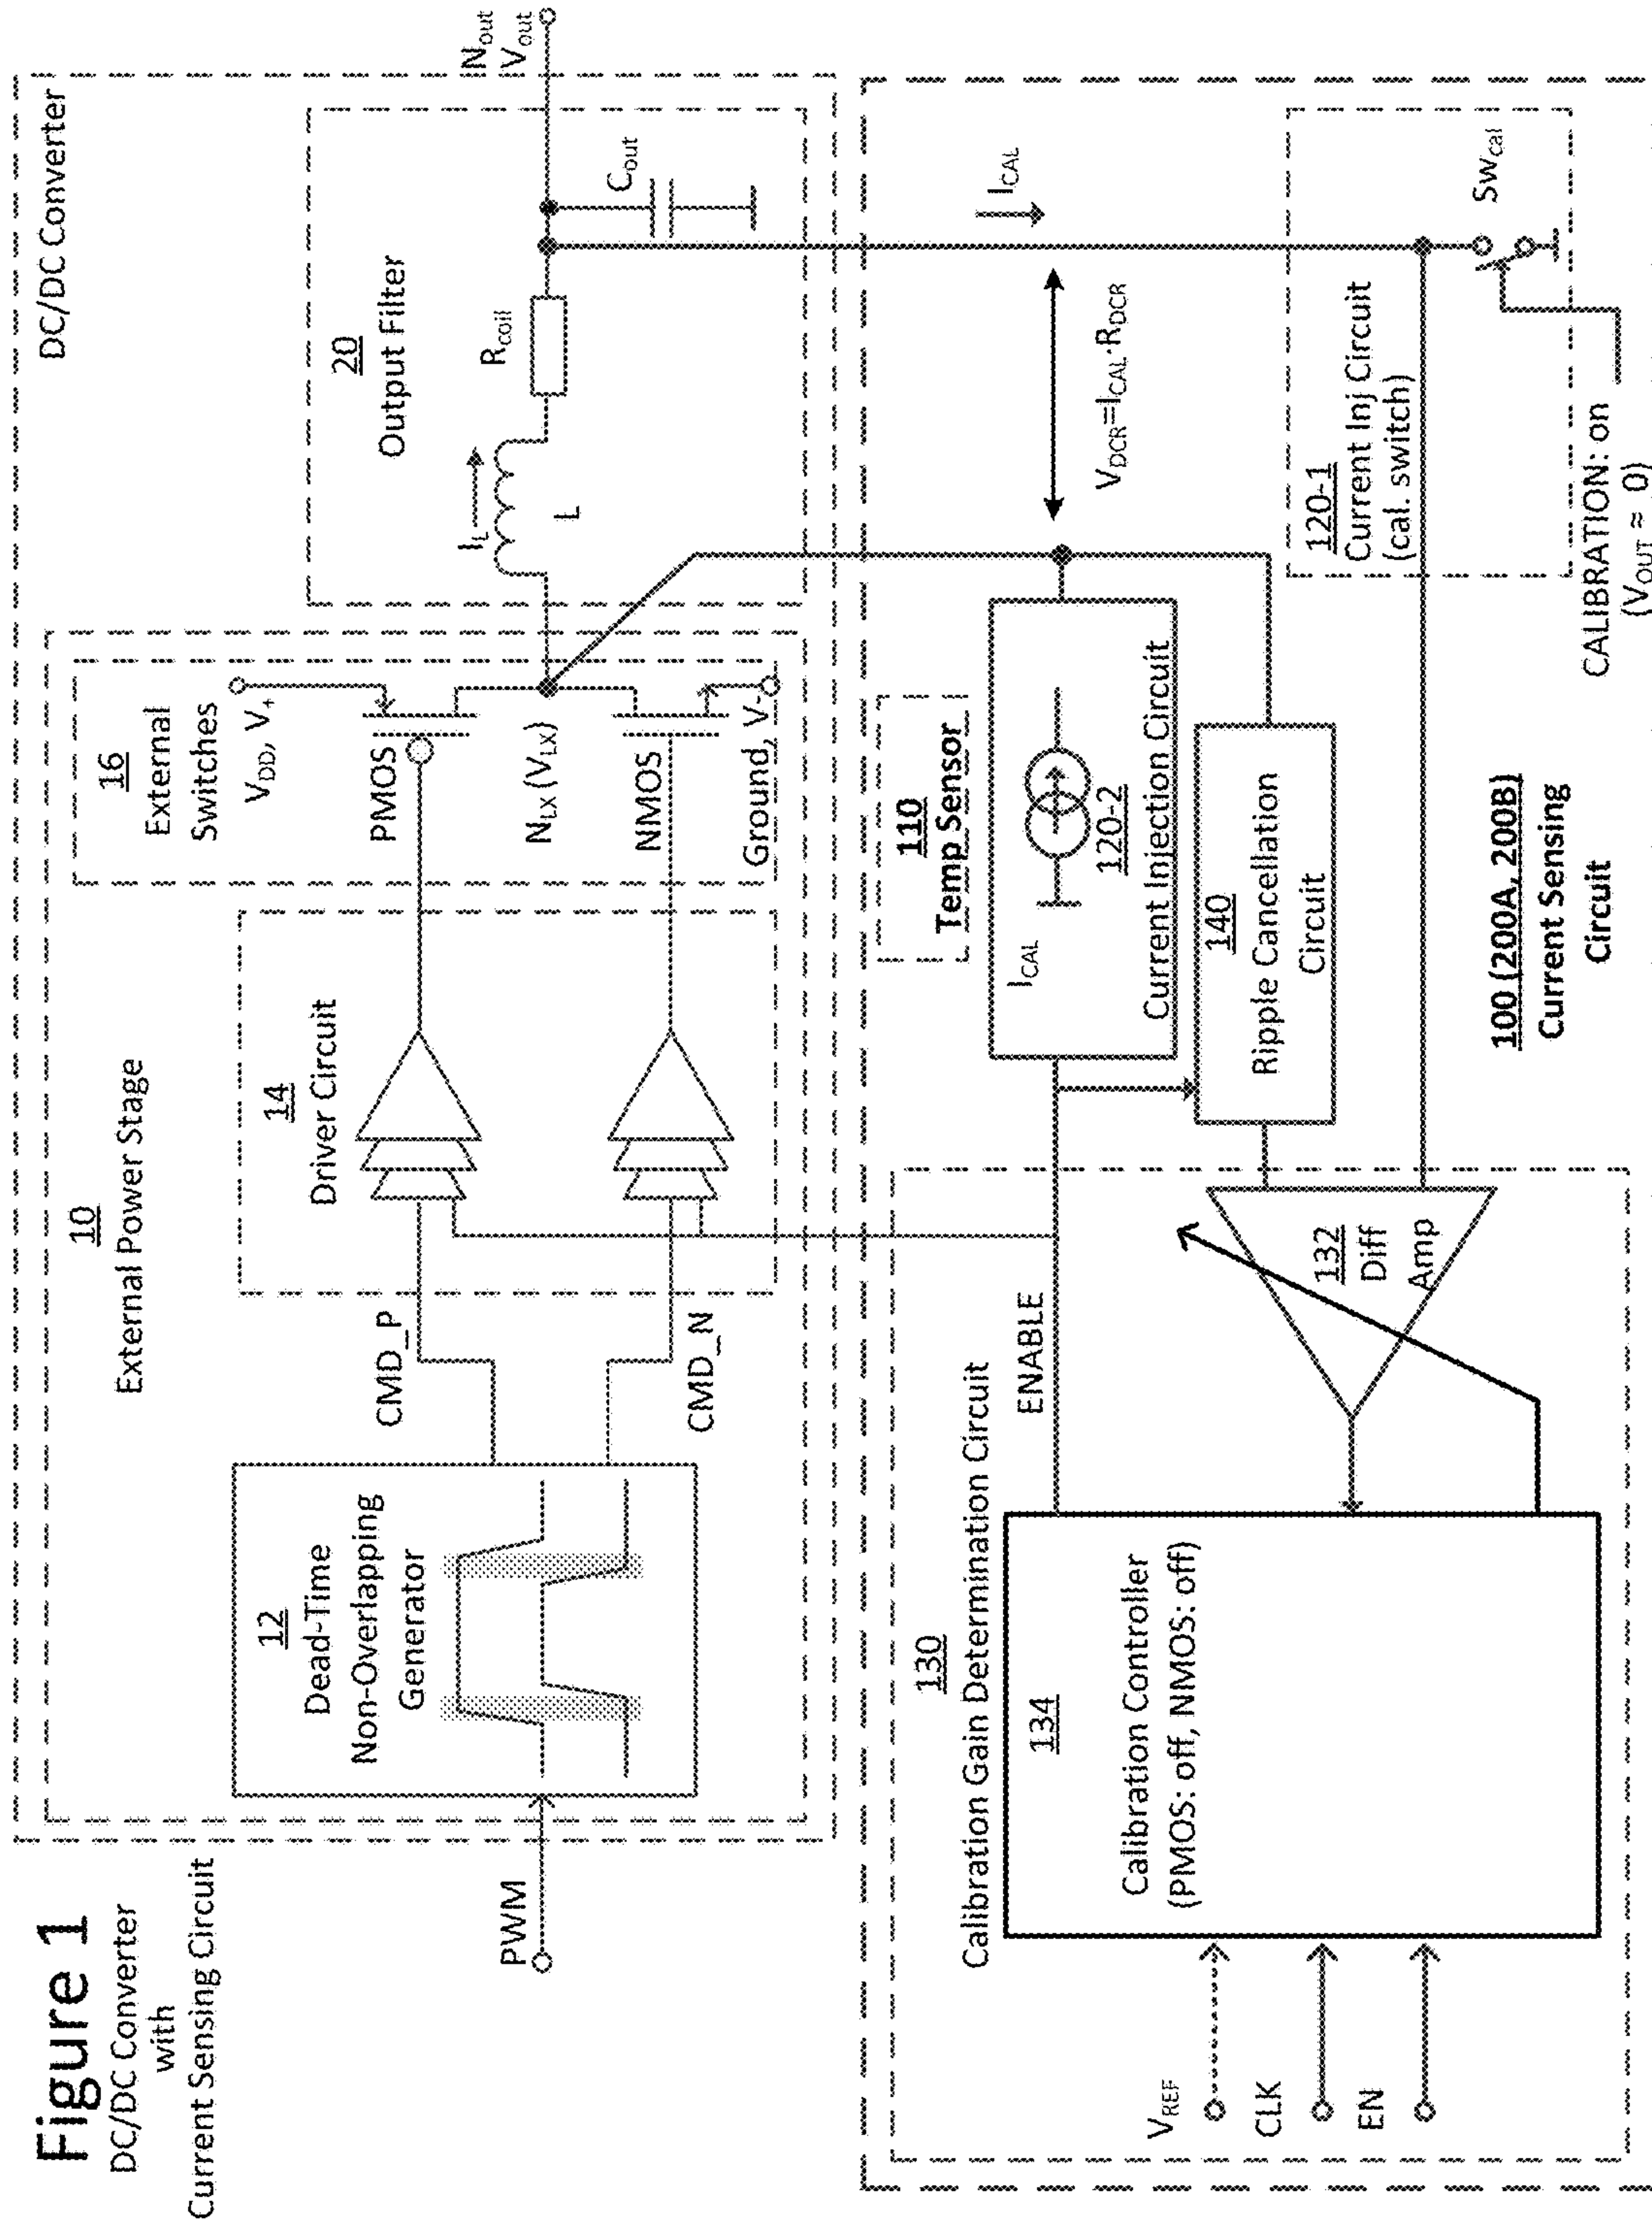 Figure 1
DC/DC Converter
with
Current Sensing Circuit
DC/DC Converter
10
External Power Stage
PWM
12
Dead-Time
Non-Overlapping
Generator
CMD_P
CMD_N
14
Driver Circuit
16
External
Switches
VDD, V+
PMOS
NLX (VLX)
NMOS
Ground, V-
20
Output Filter
IL
L
Rcoil
Cout
Nout
Vout
130
Calibration Gain Determination Circuit
ENABLE
134
Calibration Controller
(PMOS: off, NMOS: off)
VREF
CLK
EN
132
Diff
Amp
110
Temp Sensor
ICAL
120-2
Current Injection Circuit
140
Ripple Cancellation
Circuit
VDCR=ICAL·RDCR
ICAL
120-1
Current Inj Circuit
(cal. switch)
SWcal
CALIBRATION: on
(VOUT ≈ 0)
100 (200A, 200B)
Current Sensing
Circuit